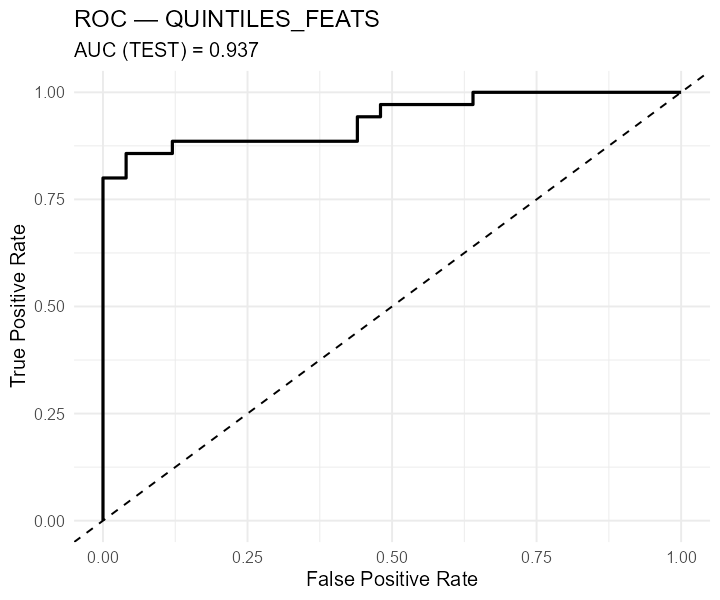 ROC — QUINTILES_FEATS
AUC (TEST) = 0.937
1.00
0.75
0.50
0.25
0.00
True Positive Rate
0.00 0.25 0.50 0.75 1.00
False Positive Rate